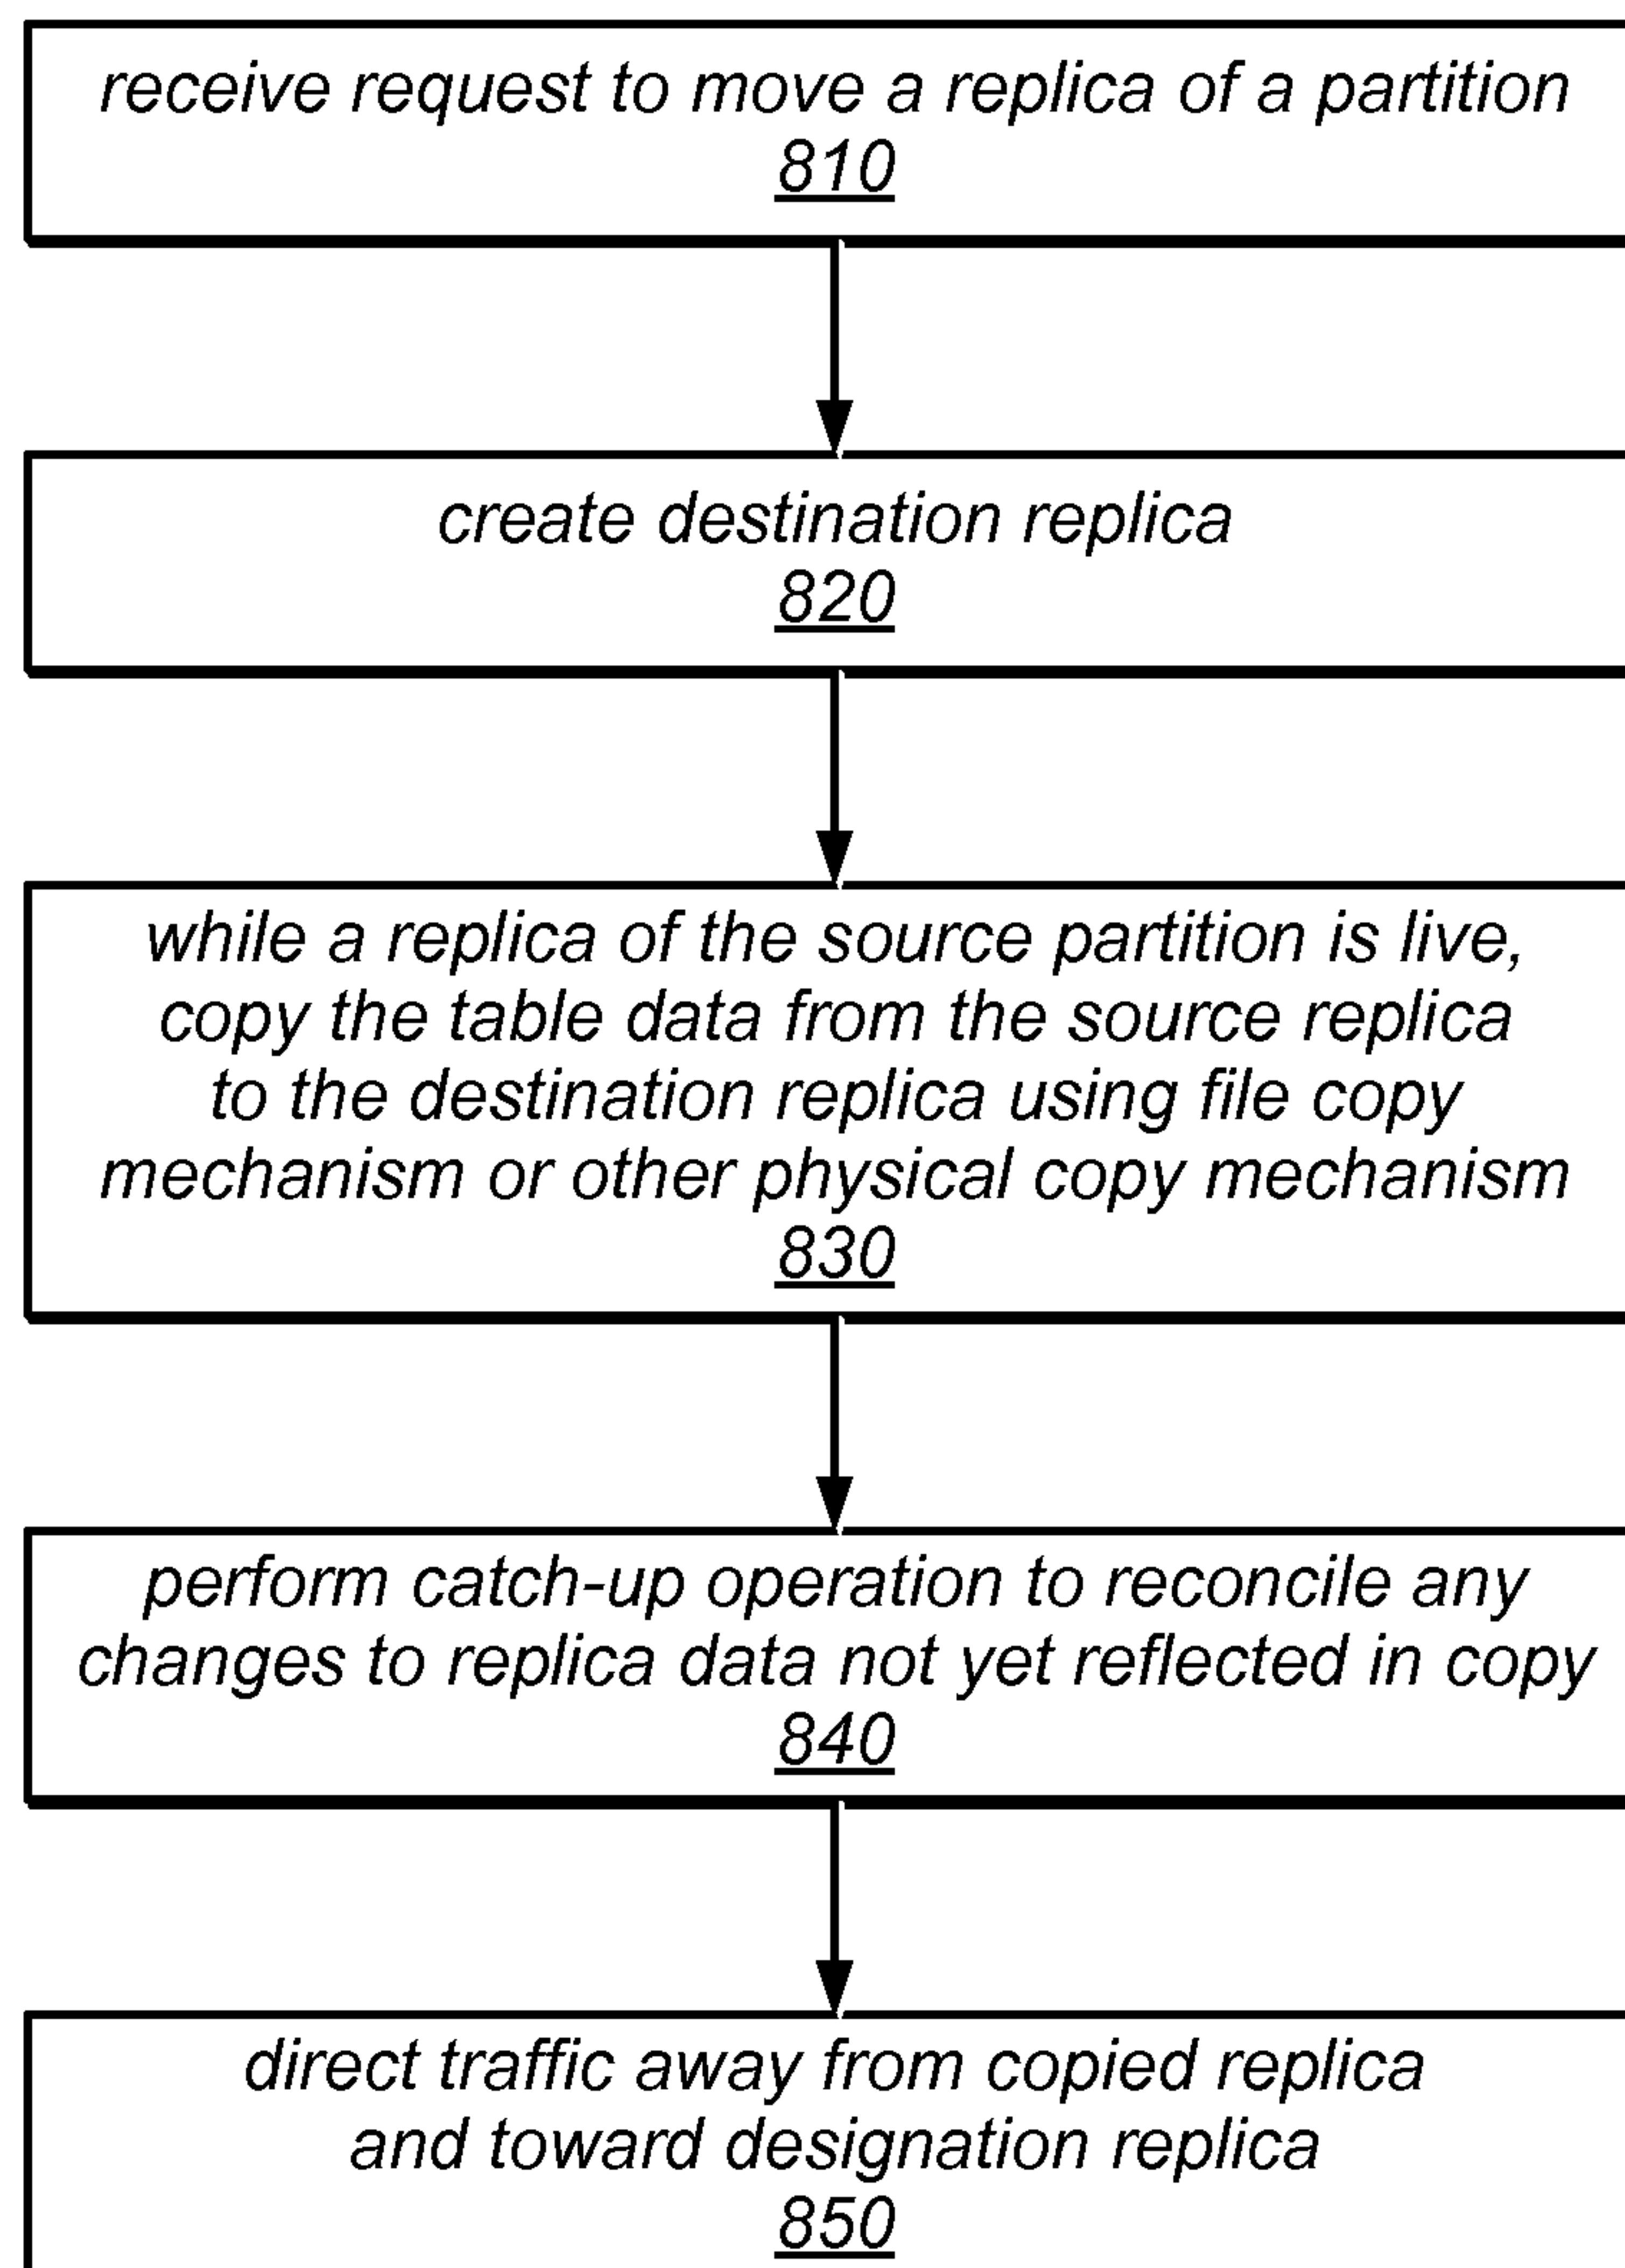 receive request to move a replica of a partition
810
create destination replica
820
while a replica of the source partition is live,
copy the table data from the source replica
to the destination replica using file copy
mechanism or other physical copy mechanism
830
perform catch-up operation to reconcile any
changes to replica data not yet reflected in copy
840
direct traffic away from copied replica
and toward designation replica
850